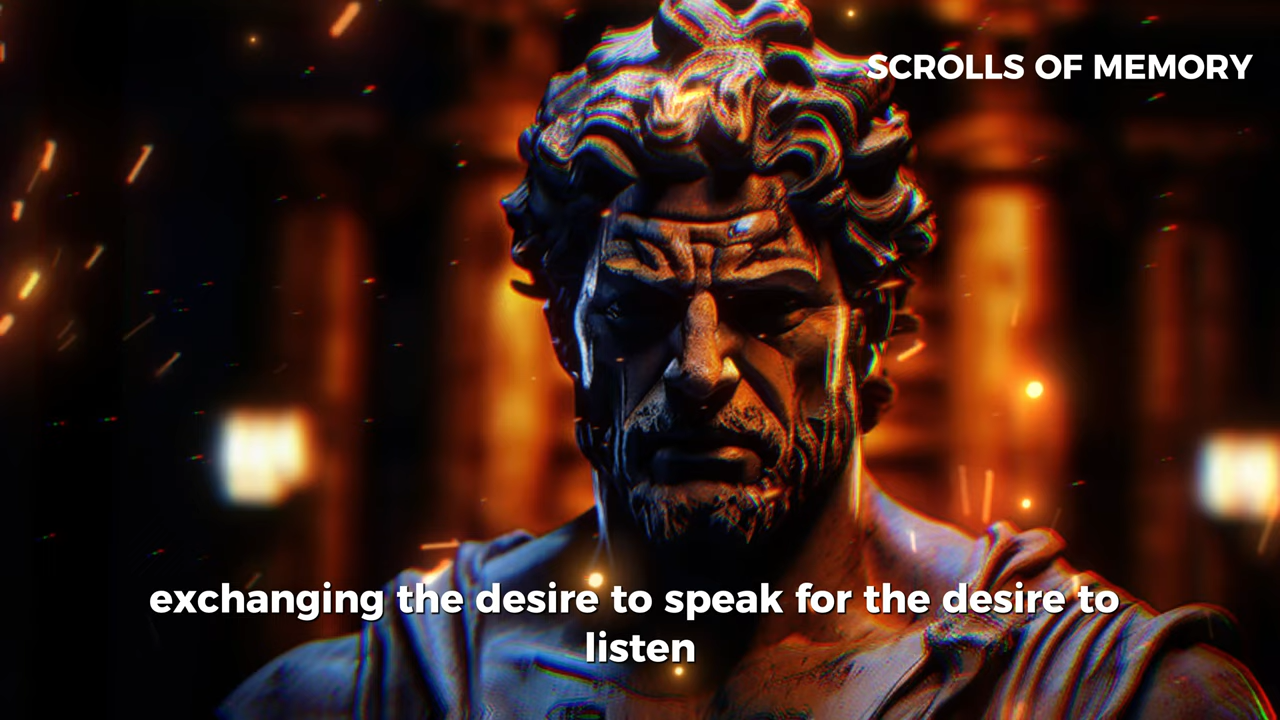 SCROLLS OF MEMORY
exchanging the desire to speak for the desire to
listen